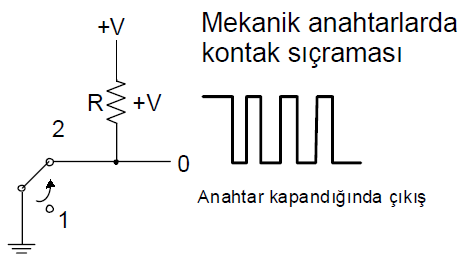 +V
Mekanik anahtarlarda
kontak sıçraması
R
+V
2
0
1
Anahtar kapandığında çıkış